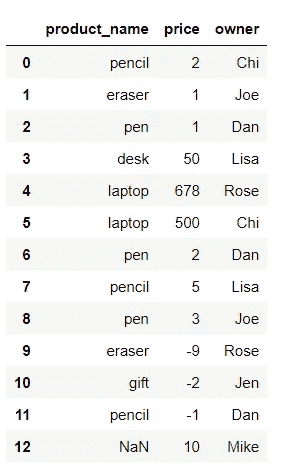 product_name price owner
0 pencil 2 Chi
1 eraser 1 Joe
2 pen 1 Dan
3 desk 50 Lisa
4 laptop 678 Rose
5 laptop 500 Chi
6 pen 2 Dan
7 pencil 5 Lisa
8 pen 3 Joe
9 eraser -9 Rose
10 gift -2 Jen
11 pencil -1 Dan
12 NaN 10 Mike